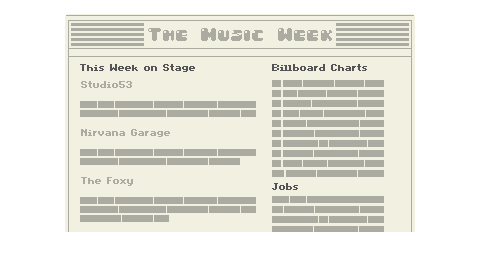 The Music Week
This Week on Stage
Studio53
Nirvana Garage
The Foxy
Billboard Charts
Jobs